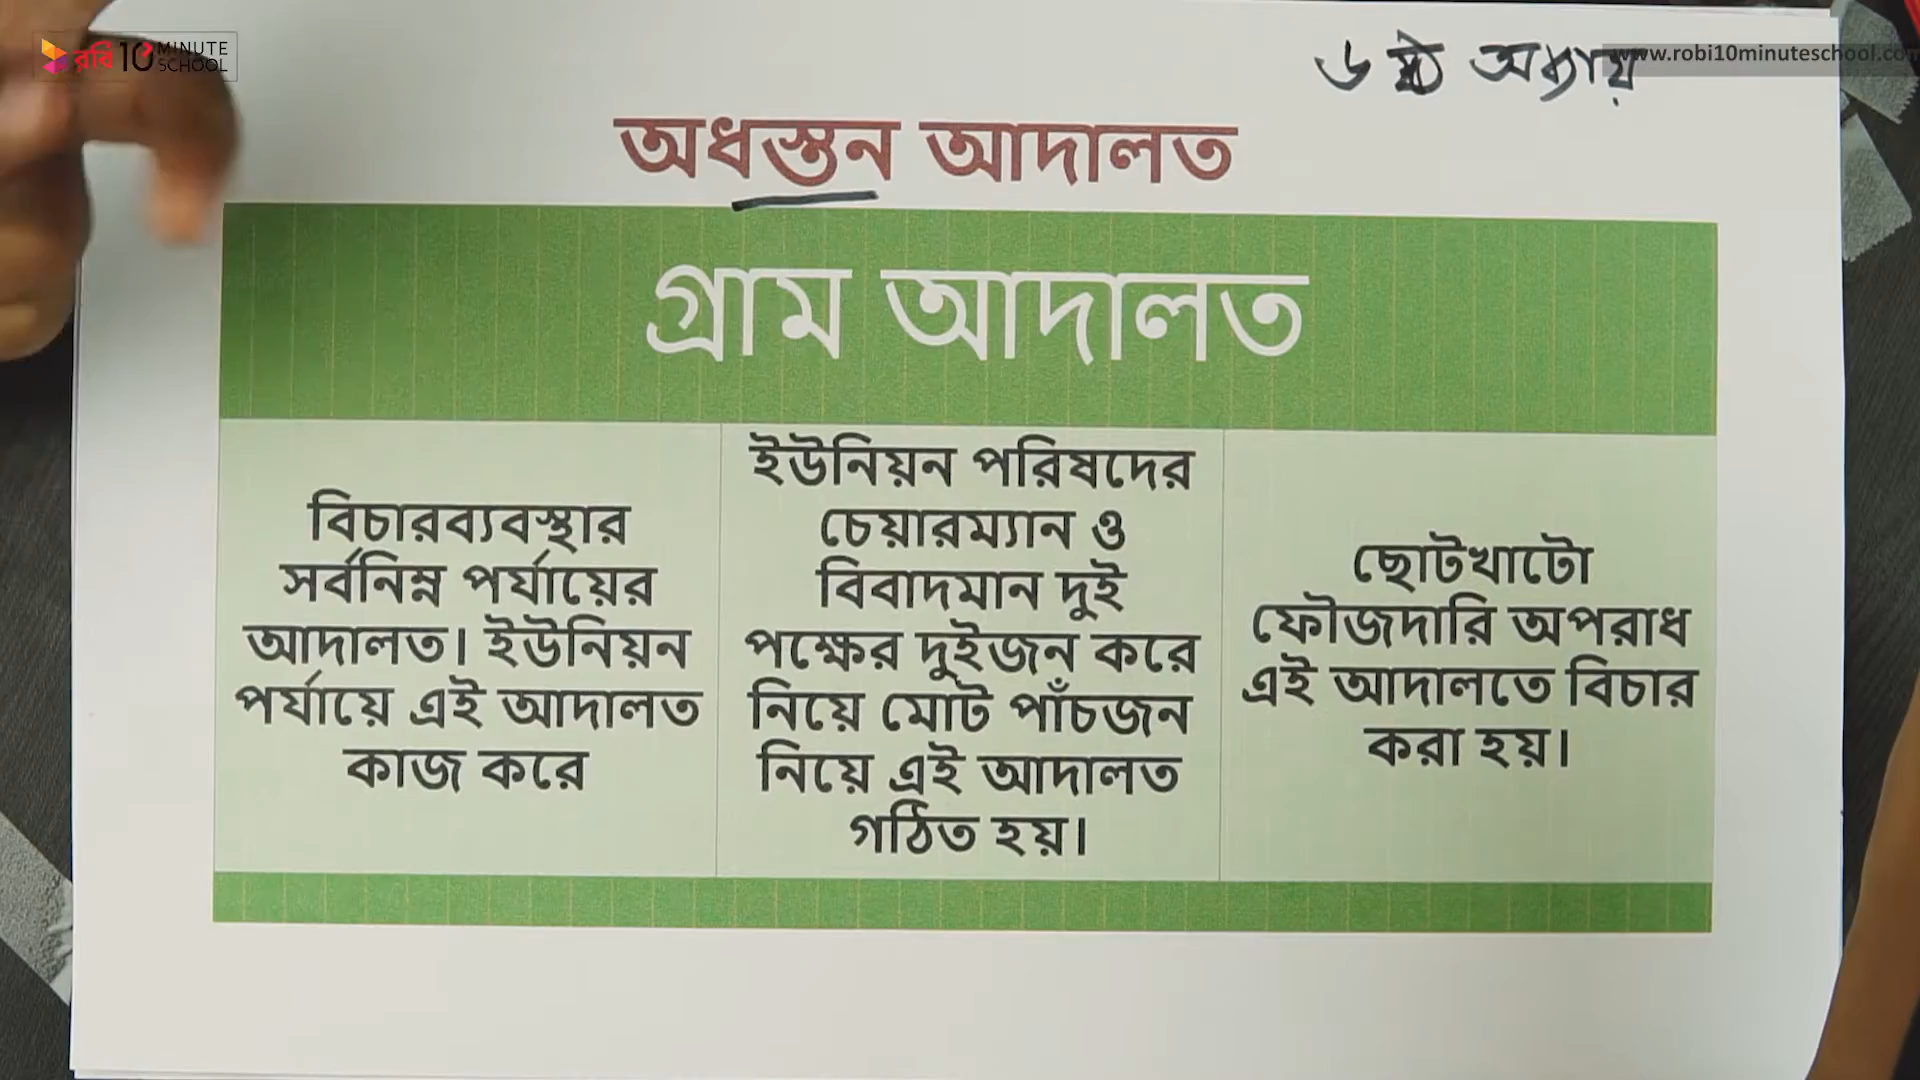 রবি 10 MINUTE SCHOOL
www.robi10minuteschool.com
৬ষ্ঠ অধ্যায়
অধস্তন আদালত
গ্রাম আদালত
বিচারব্যবস্থার
সর্বনিম্ন পর্যায়ের
আদালত। ইউনিয়ন
পর্যায়ে এই আদালত
কাজ করে
ইউনিয়ন পরিষদের
চেয়ারম্যান ও
বিবাদমান দুই
পক্ষের দুইজন করে
নিয়ে মোট পাঁচজন
নিয়ে এই আদালত
গঠিত হয়।
ছোটখাটো
ফৌজদারি অপরাধ
এই আদালতে বিচার
করা হয়।